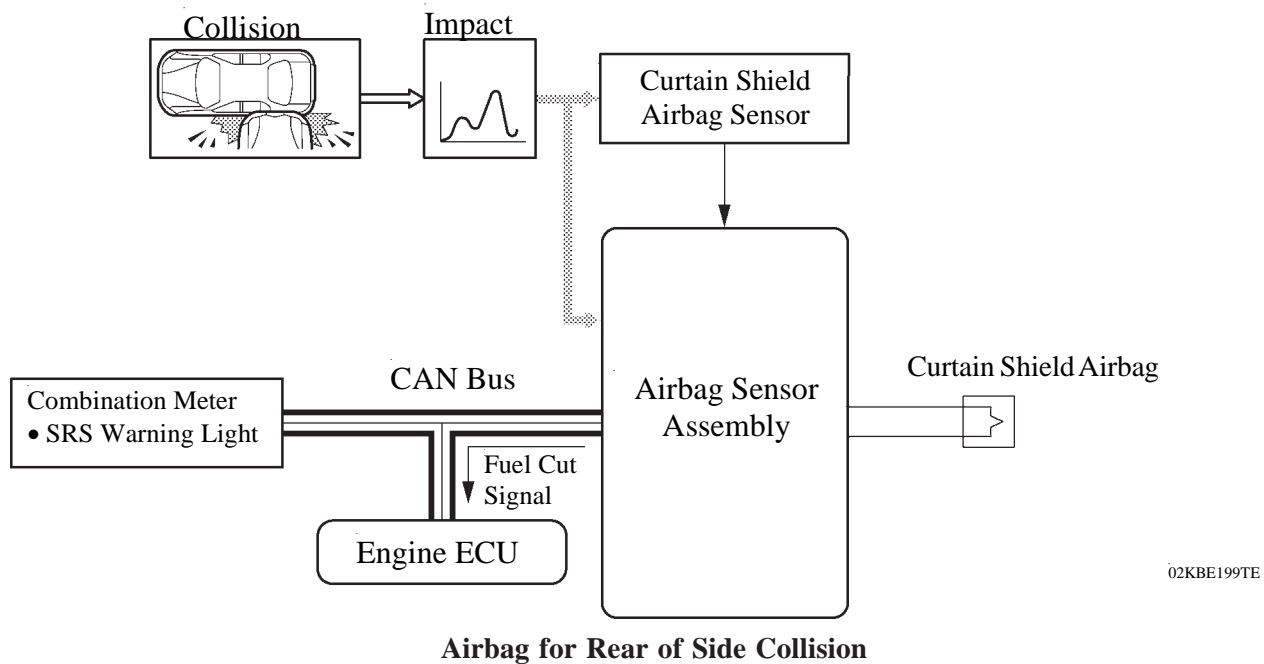 Collision
Impact
Curtain Shield
Airbag Sensor
CAN Bus
Combination Meter
• SRS Warning Light
Fuel Cut
Signal
Engine ECU
Airbag Sensor
Assembly
Curtain Shield Airbag
02KBE199TE
Airbag for Rear of Side Collision